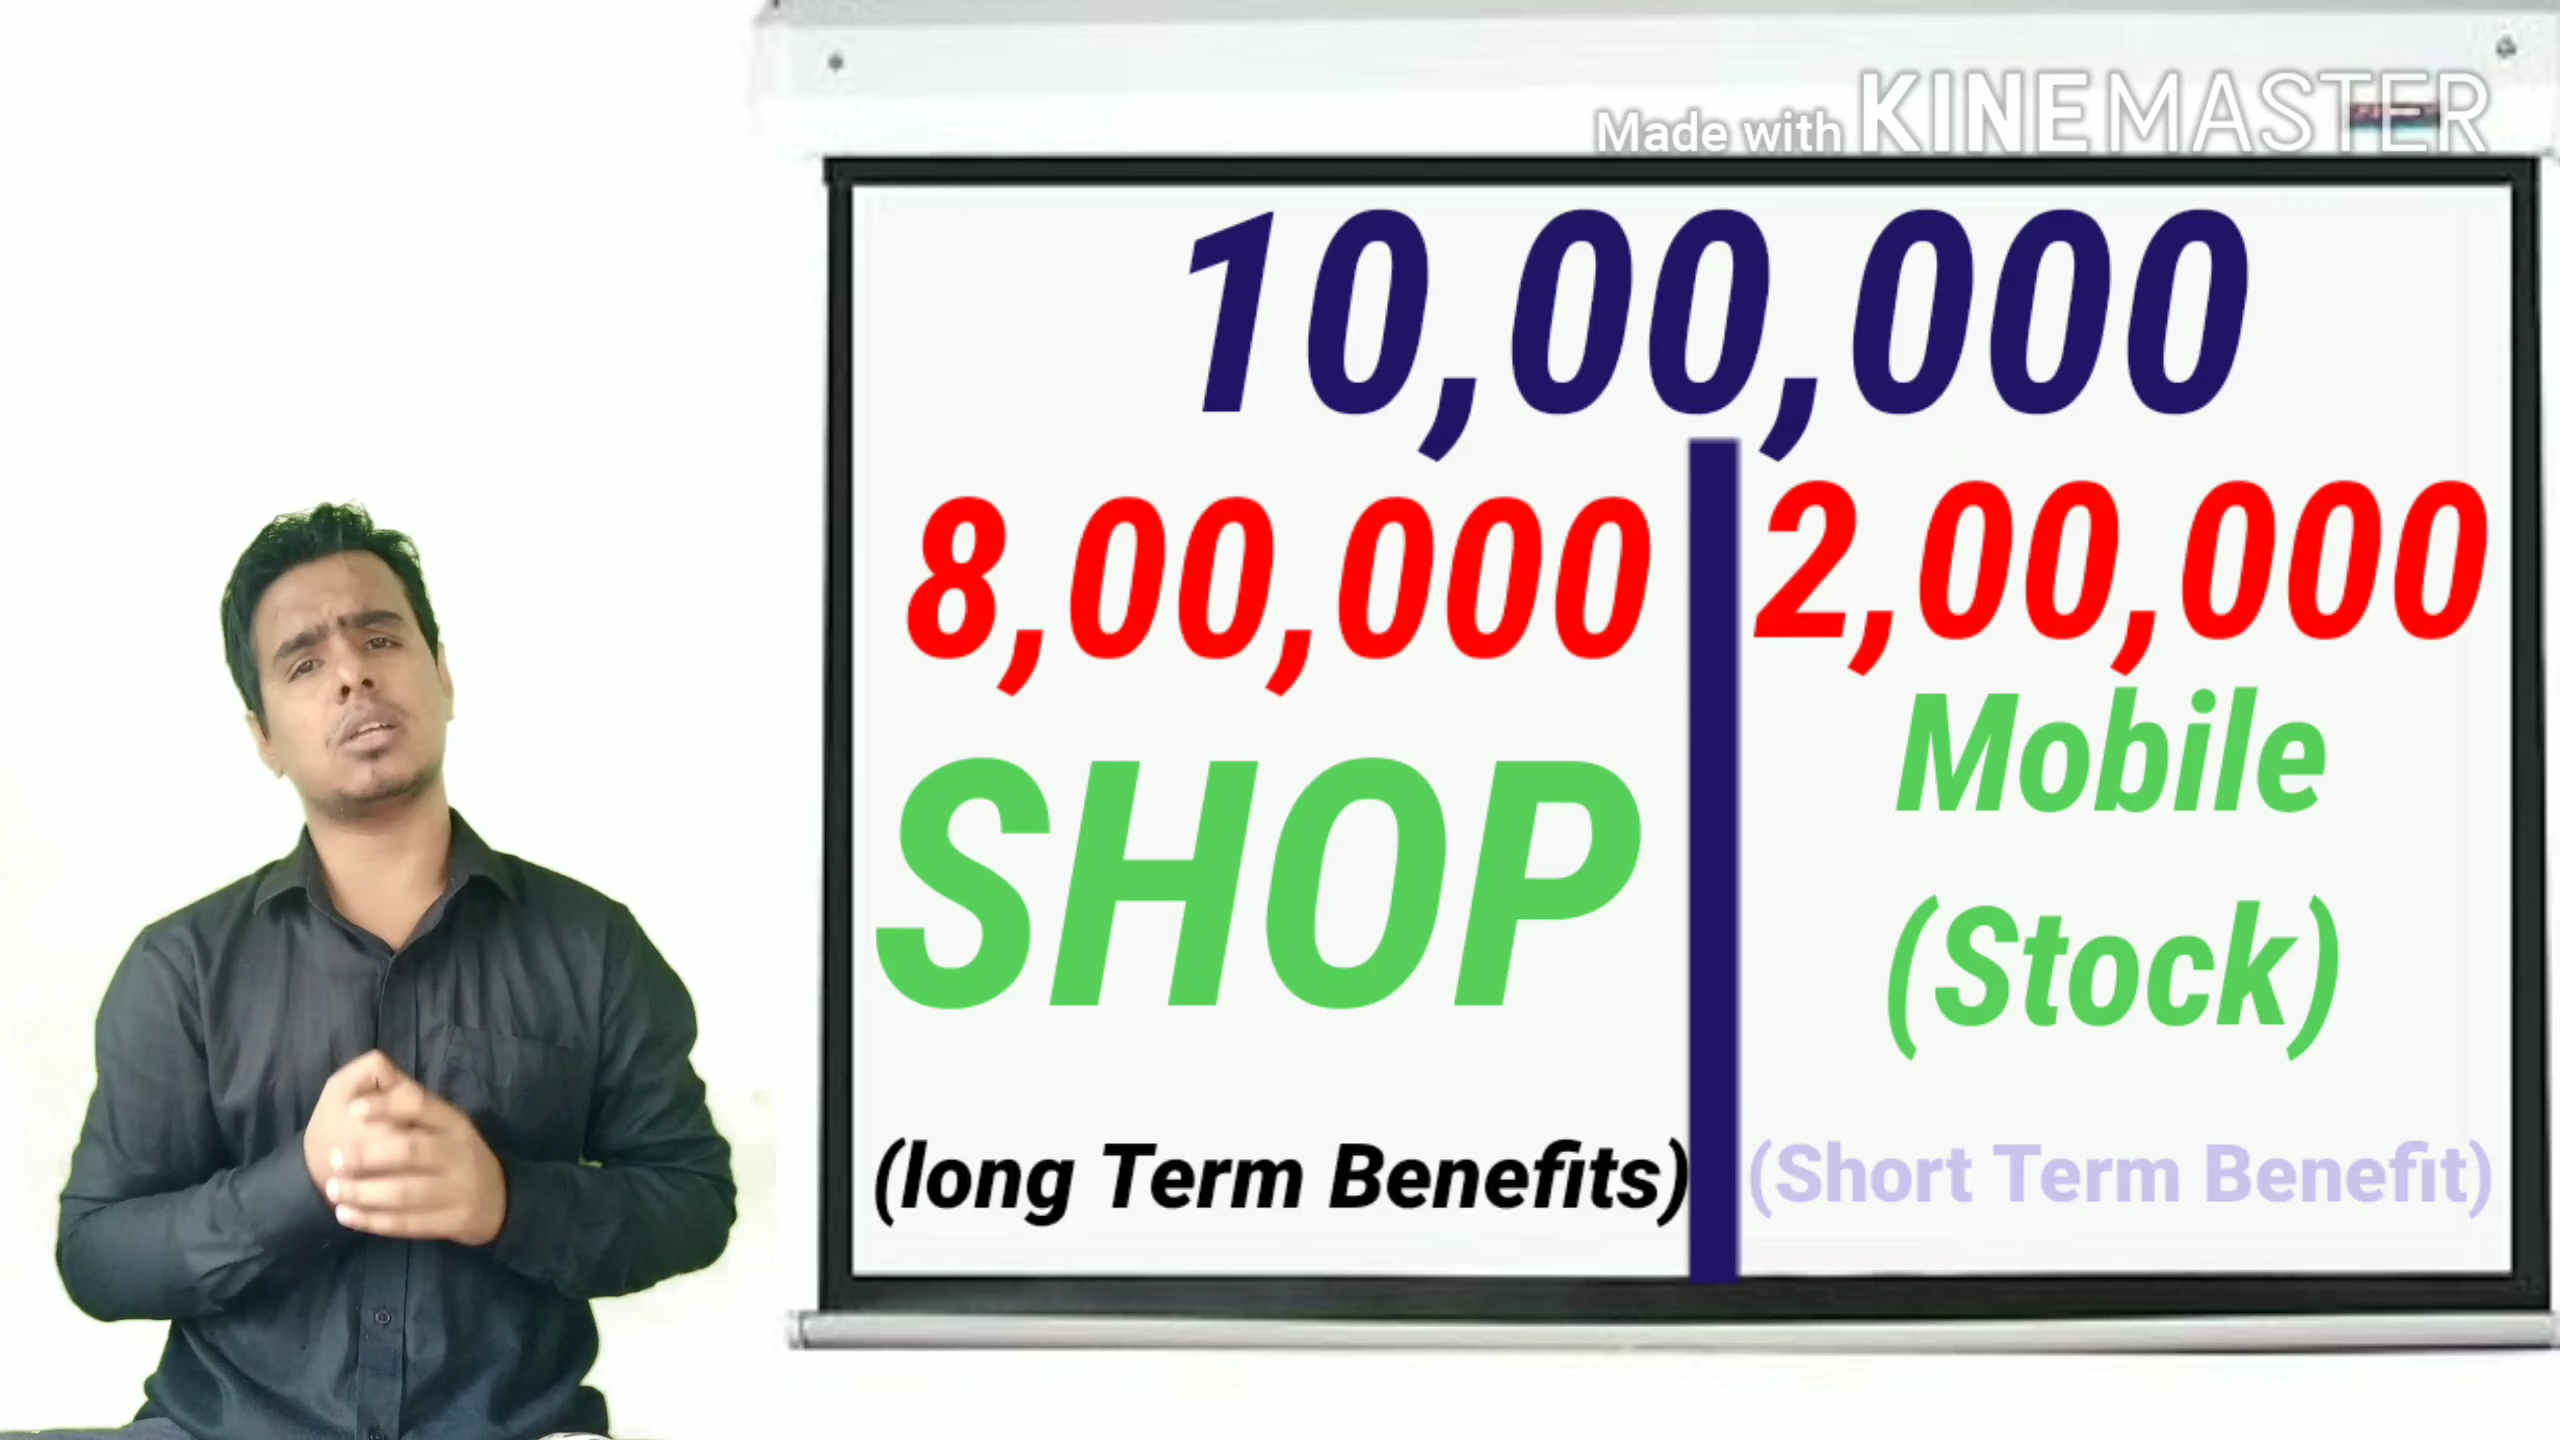 Made with KINEMASTER
10,00,000
8,00,000
SHOP
(long Term Benefits)
2,00,000
Mobile
(Stock)
(Short Term Benefit)